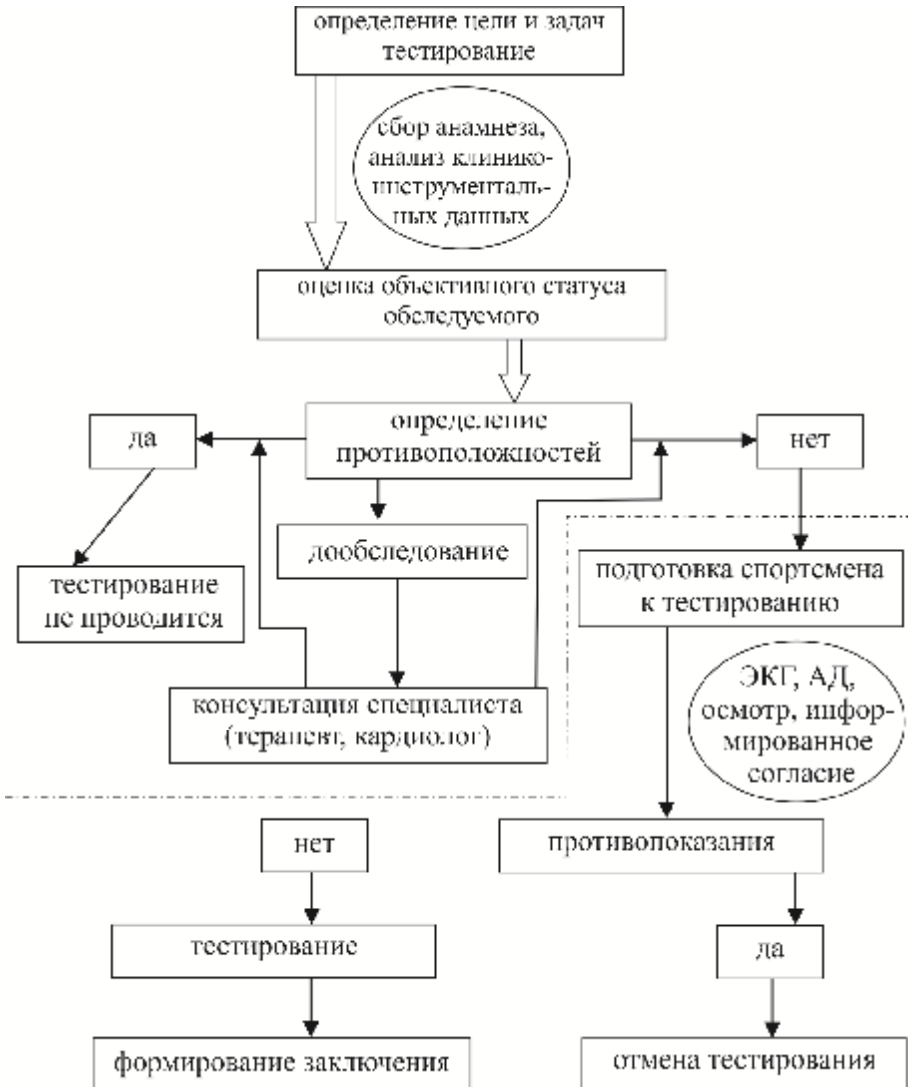 определение цели и задач
тестирование
сбор анамнеза,
анализ клинико-
инструменталь-
ных данных
оценка объективного статуса
обследуемого
определение
противоположностей
да
нет
дообследование
тестирование
не проводится
подготовка спортсмена
к тестированию
консультация специалиста
(терапевт, кардиолог)
ЭКГ, АД,
осмотр, инфор-
мированное
согласие
нет
противопоказания
тестирование
да
формирование заключения
отмена тестирования